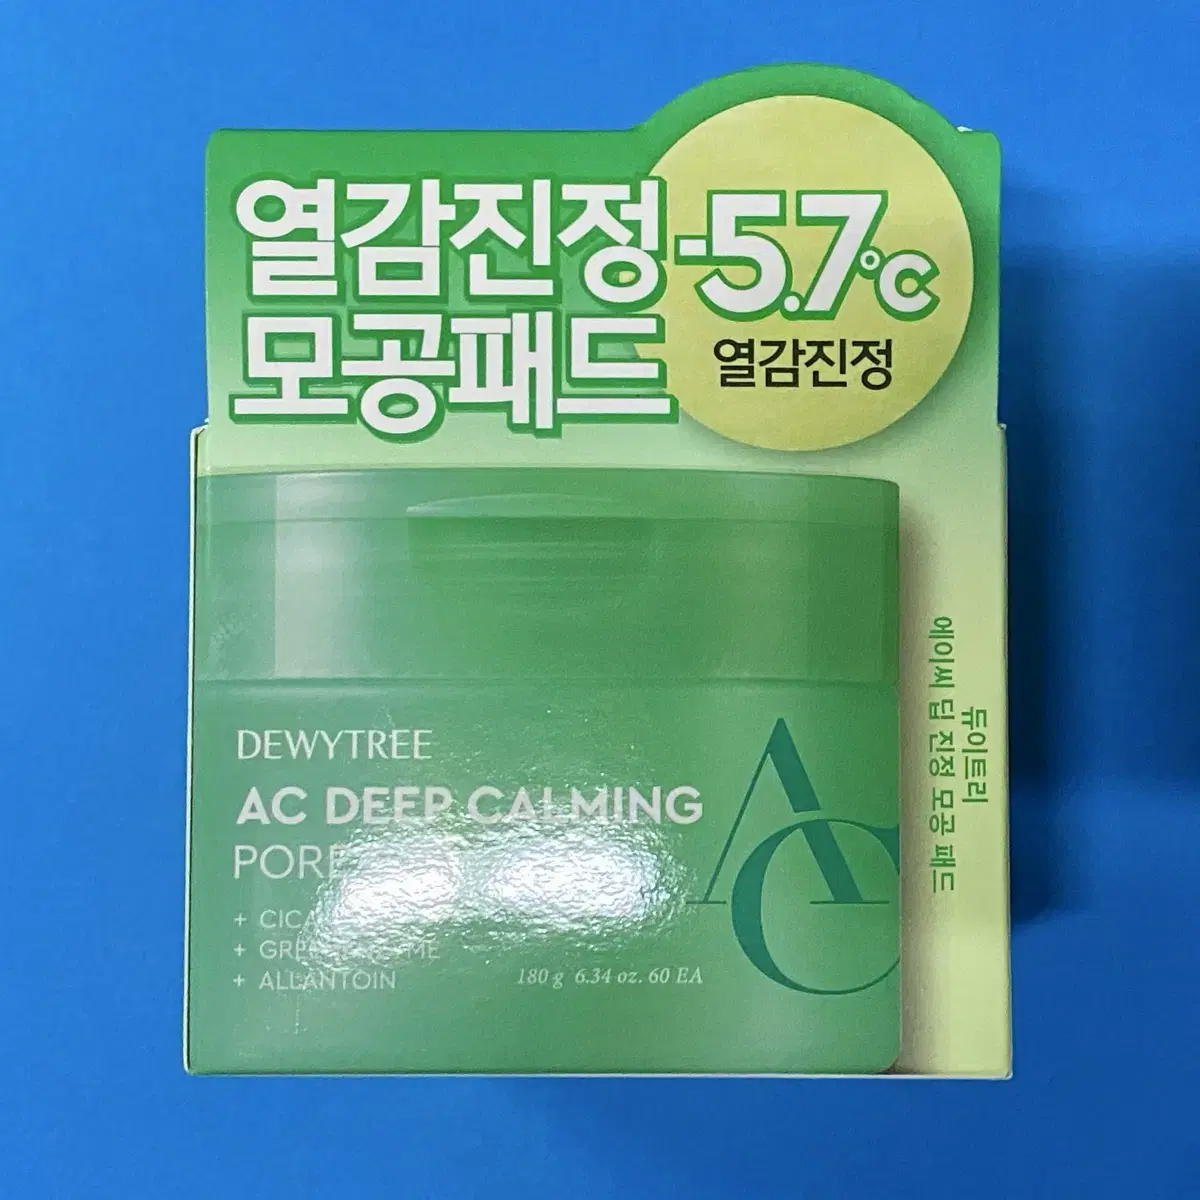 열감진정
모공패드
-5.7℃
열감진정
DEWYTREE
AC DEEP CALMING
AC
+ ALLANTOIN
180 g 6.34 oz. 60 EA
듀이트리
에이씨 딥 진정 모공 패드